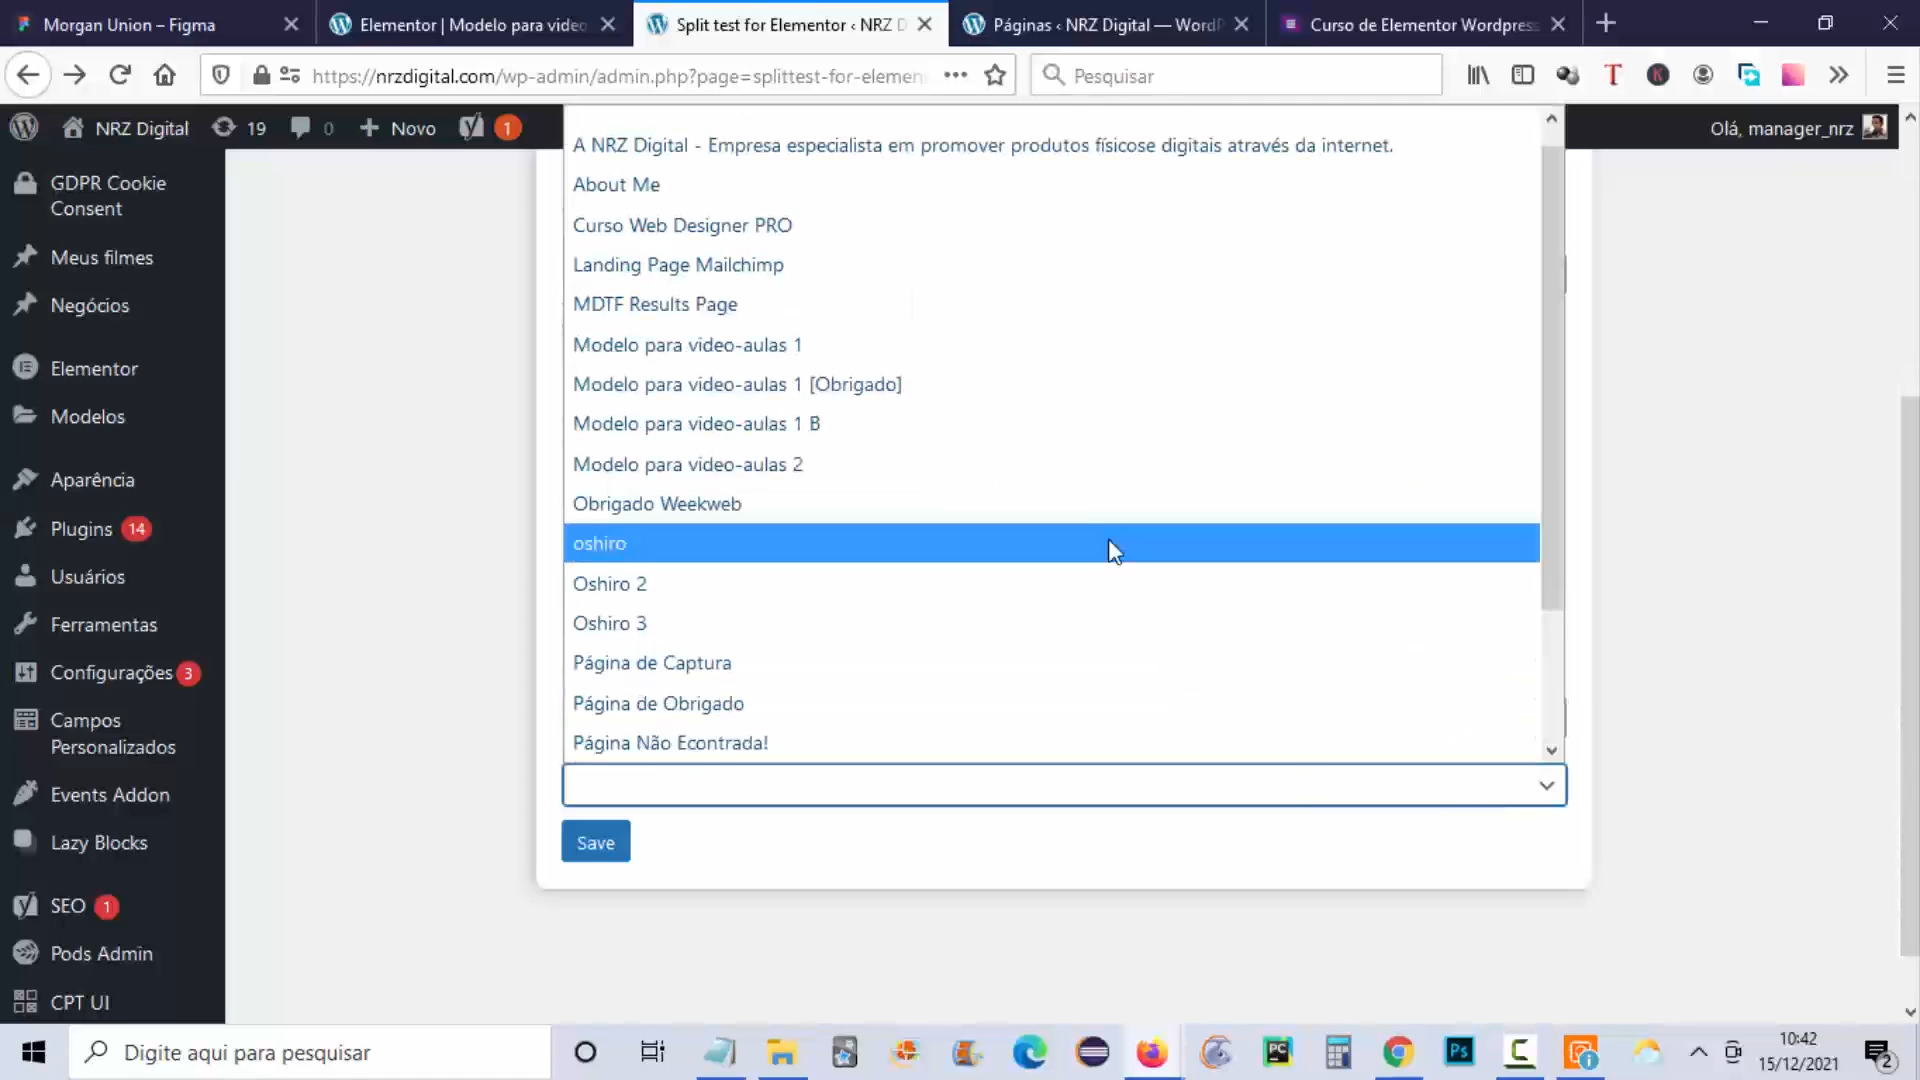 Morgan Union – Figma
Elementor | Modelo para video
Split test for Elementor ‹ NRZ D
Páginas ‹ NRZ Digital — WordP
Curso de Elementor Wordpress
https://nrzdigital.com/wp-admin/admin.php?page=splittest-for-elemen
Pesquisar
NRZ Digital
19
0
Novo
1
Olá, manager_nrz
GDPR Cookie
Consent
Meus filmes
Negócios
Elementor
Modelos
Aparência
Plugins 14
Usuários
Ferramentas
Configurações 3
Campos
Personalizados
Events Addon
Lazy Blocks
SEO 1
Pods Admin
CPT UI
A NRZ Digital - Empresa especialista em promover produtos físicose digitais através da internet.
About Me
Curso Web Designer PRO
Landing Page Mailchimp
MDTF Results Page
Modelo para video-aulas 1
Modelo para video-aulas 1 [Obrigado]
Modelo para video-aulas 1 B
Modelo para video-aulas 2
Obrigado Weekweb
oshiro
Oshiro 2
Oshiro 3
Página de Captura
Página de Obrigado
Página Não Econtrada!
Save
Digite aqui para pesquisar
PC
Ps
10:42
15/12/2021
2